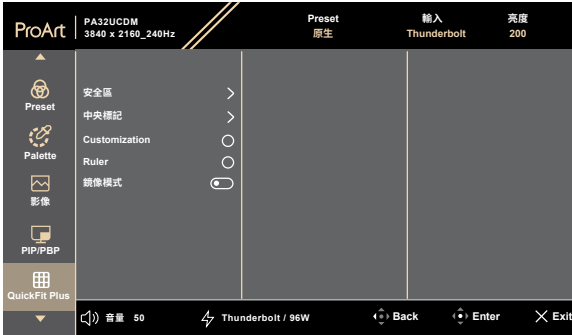 ProArt
PA32UCDM
3840 x 2160_240Hz
Preset
原生
輸入
Thunderbolt
亮度
200
Preset
Palette
影像
PIP/PBP
QuickFit Plus
安全區
中央標記
Customization
Ruler
鏡像模式
音量 50
Thunderbolt / 96W
Back
Enter
Exit